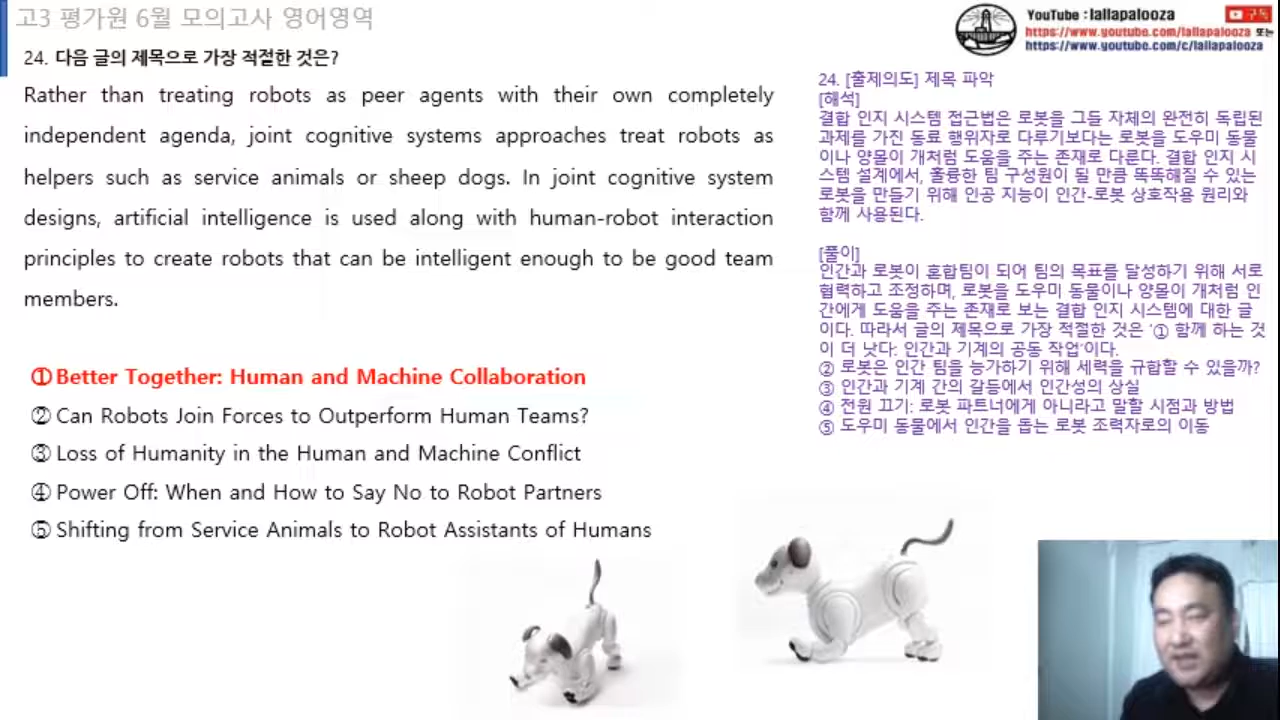 고3 평가원 6월 모의고사 영어영역
YouTube : lallapalooza
구독
https://www.youtube.com/lallapalooza 또는
https://www.youtube.com/c/lallapalooza
24. 다음 글의 제목으로 가장 적절한 것은?
Rather than treating robots as peer agents with their own completely
independent agenda, joint cognitive systems approaches treat robots as
helpers such as service animals or sheep dogs. In joint cognitive system
designs, artificial intelligence is used along with human-robot interaction
principles to create robots that can be intelligent enough to be good team
members.
① Better Together: Human and Machine Collaboration
② Can Robots Join Forces to Outperform Human Teams?
③ Loss of Humanity in the Human and Machine Conflict
④ Power Off: When and How to Say No to Robot Partners
⑤ Shifting from Service Animals to Robot Assistants of Humans
24. [출제의도] 제목 파악
[해석]
결합 인지 시스템 접근법은 로봇을 그들 자체의 완전히 독립된
과제를 가진 동료 행위자로 다루기보다는 로봇을 도우미 동물
이나 양몰이 개처럼 도움을 주는 존재로 다룬다. 결합 인지 시
스템 설계에서, 훌륭한 팀 구성원이 될 만큼 똑똑해질 수 있는
로봇을 만들기 위해 인공 지능이 인간-로봇 상호작용 원리와
함께 사용된다.
[풀이]
인간과 로봇이 혼합팀이 되어 팀의 목표를 달성하기 위해 서로
협력하고 조정하며, 로봇을 도우미 동물이나 양몰이 개처럼 인
간에게 도움을 주는 존재로 보는 결합 인지 시스템에 대한 글
이다. 따라서 글의 제목으로 가장 적절한 것은 '① 함께 하는 것
이 더 낫다: 인간과 기계의 공동 작업'이다.
② 로봇은 인간 팀을 능가하기 위해 세력을 규합할 수 있을까?
③ 인간과 기계 간의 갈등에서 인간성의 상실
④ 전원 끄기: 로봇 파트너에게 아니라고 말할 시점과 방법
⑤ 도우미 동물에서 인간을 돕는 로봇 조력자로의 이동